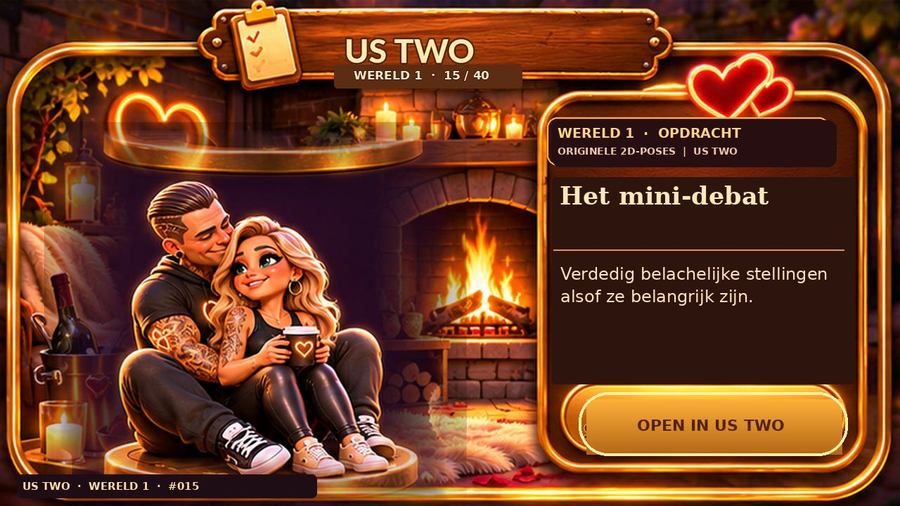 US TWO
WERELD 1 · 15 / 40
WERELD 1 · OPDRACHT
ORIGINELE 2D-POSES | US TWO
Het mini-debat
Verdedig belachelijke stellingen
alsof ze belangrijk zijn.
OPEN IN US TWO
US TWO · WERELD 1 · #015